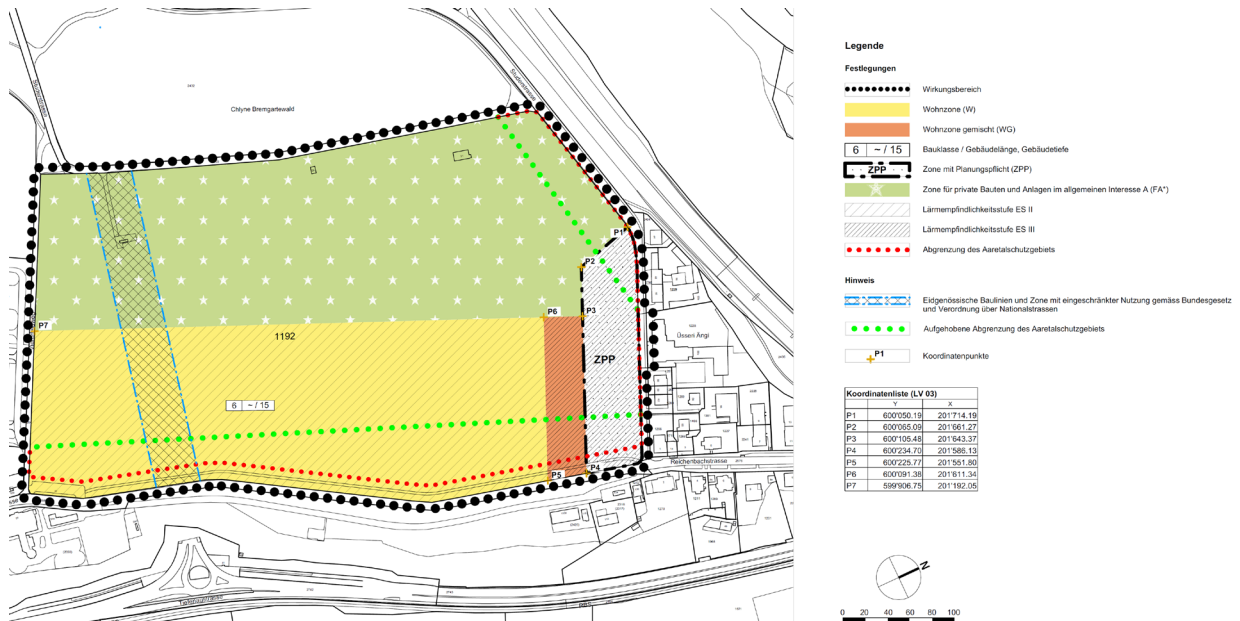 Studerstrasse
Studerstrasse
Chlyne Bremgartewald
P1
P2
P7
P6
P3
1192
ZPP
Üsseri Ängi
6 ~ / 15
Reichenbachstrasse
P4
P5
Tiefenaustrasse
RBS
Legende
Festlegungen
Wirkungsbereich
Wohnzone (W)
Wohnzone gemischt (WG)
6 ~ / 15 Bauklasse / Gebäudelänge, Gebäudetiefe
ZPP Zone mit Planungspflicht (ZPP)
Zone für private Bauten und Anlagen im allgemeinen Interesse A (FA*)
Lärmempfindlichkeitsstufe ES II
Lärmempfindlichkeitsstufe ES III
Abgrenzung des Aaretalschutzgebiets
Hinweis
Eidgenössische Baulinien und Zone mit eingeschränkter Nutzung gemäss Bundesgesetz
und Verordnung über Nationalstrassen
Aufgehobene Abgrenzung des Aaretalschutzgebiets
P1 Koordinatenpunkte
Koordinatenliste (LV 03)
Y X
P1 600'050.19 201'714.19
P2 600'065.09 201'661.27
P3 600'105.48 201'643.37
P4 600'234.70 201'586.13
P5 600'225.77 201'551.80
P6 600'091.38 201'611.34
P7 599'906.75 201'192.05
N
0 20 40 60 80 100